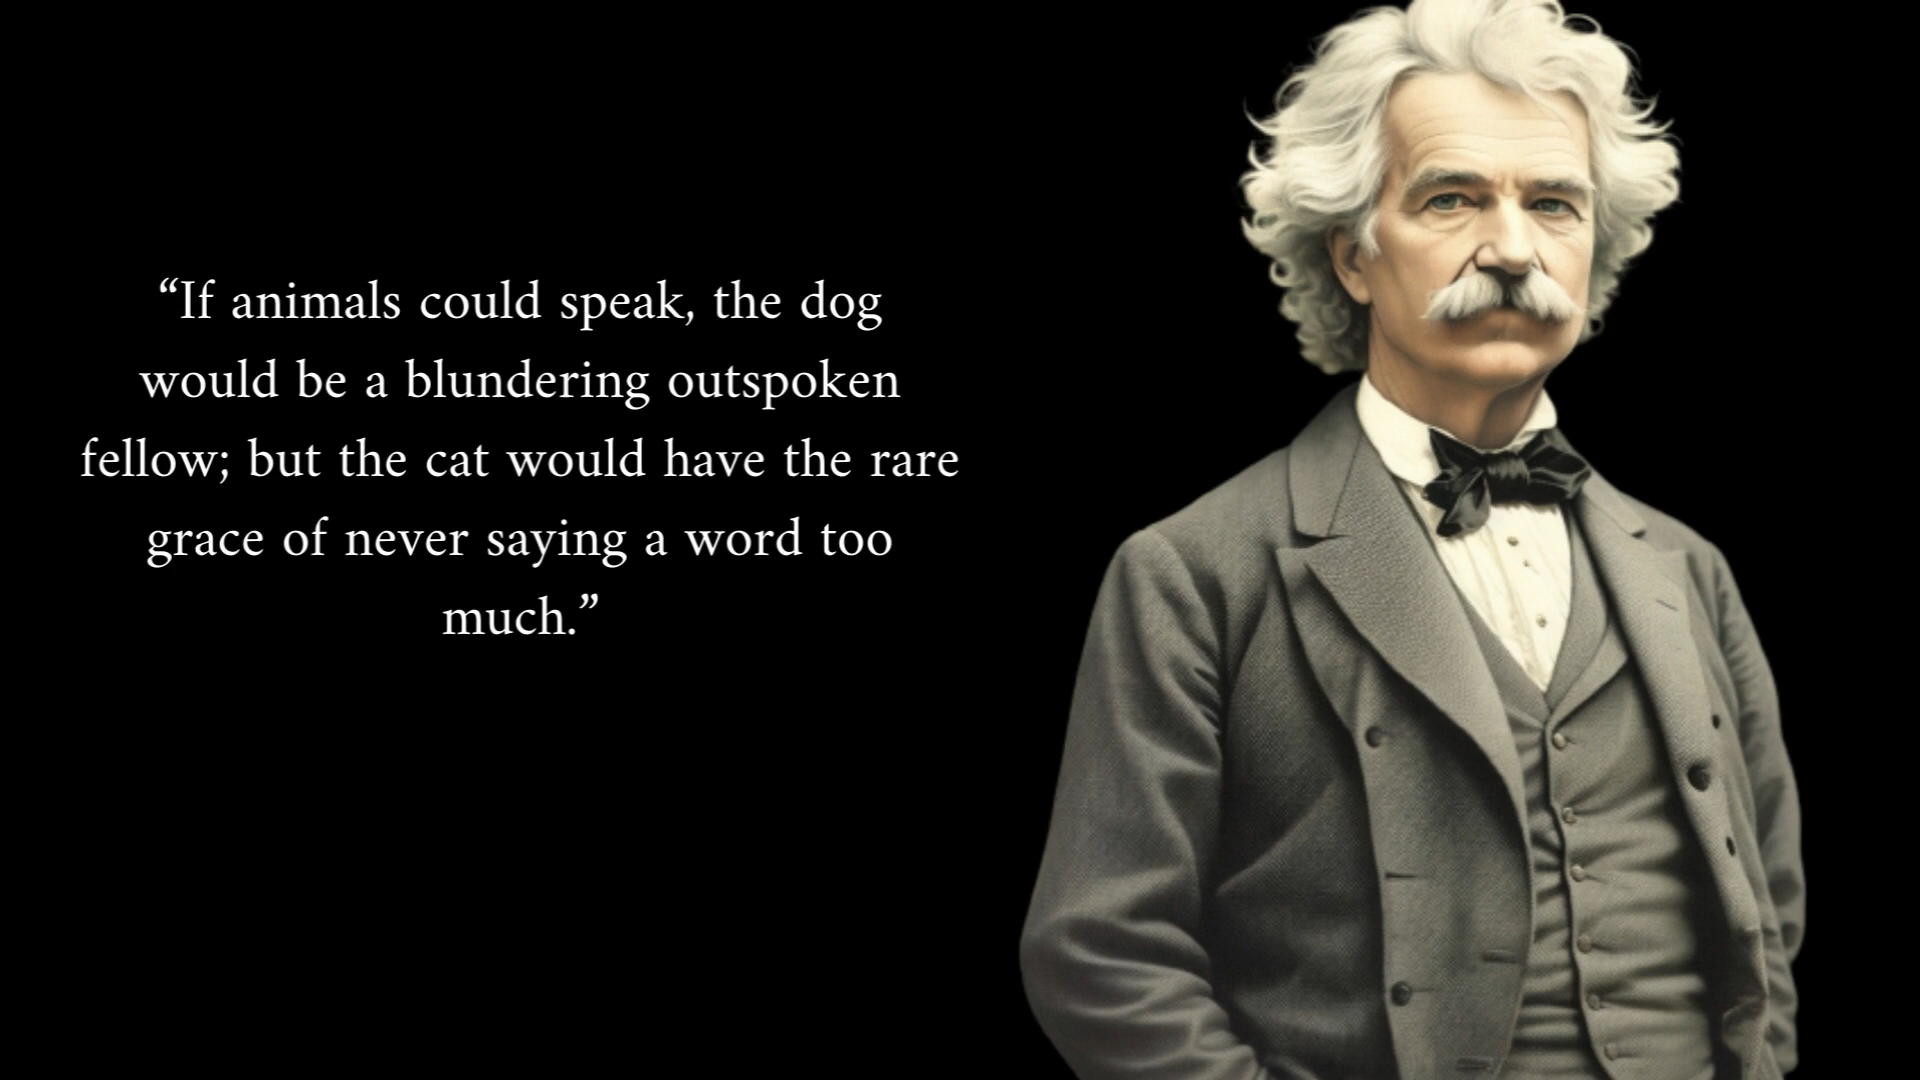 “If animals could speak, the dog
would be a blundering outspoken
fellow; but the cat would have the rare
grace of never saying a word too
much.”